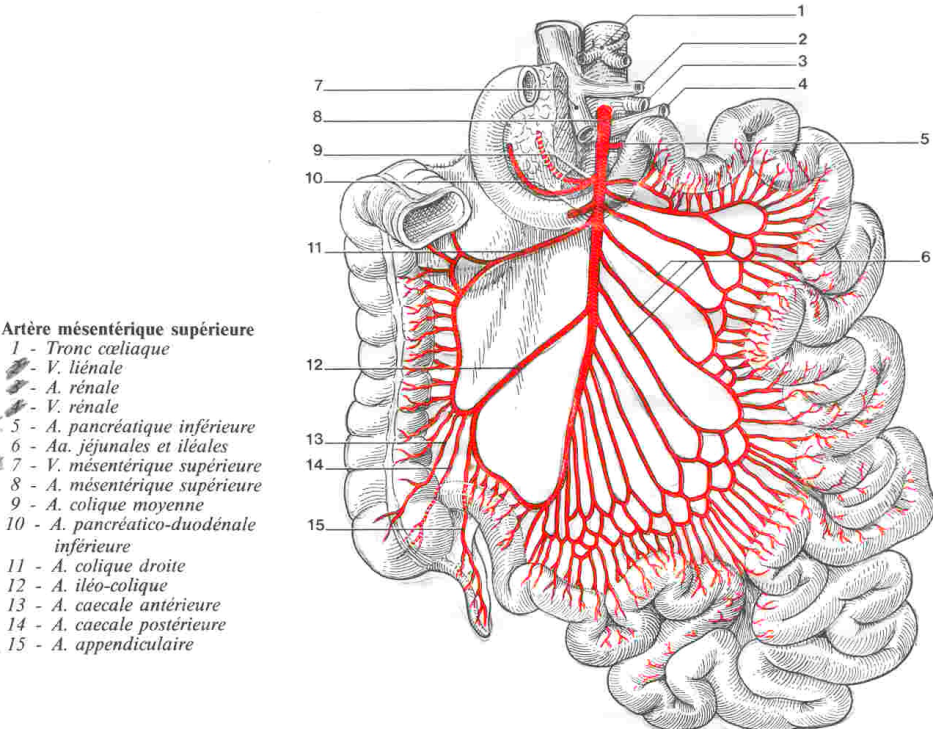 Artère mésentérique supérieure
1 - Tronc cœliaque
- V. liénale
- A. rénale
- V. rénale
5 - A. pancréatique inférieure
6 - Aa. jéjunales et iléales
7 - V. mésentérique supérieure
8 - A. mésentérique supérieure
9 - A. colique moyenne
10 - A. pancréatico-duodénale
inférieure
11 - A. colique droite
12 - A. iléo-colique
13 - A. caecale antérieure
14 - A. caecale postérieure
15 - A. appendiculaire
1
2
3
4
7
8
5
9
10
11
6
12
13
14
15